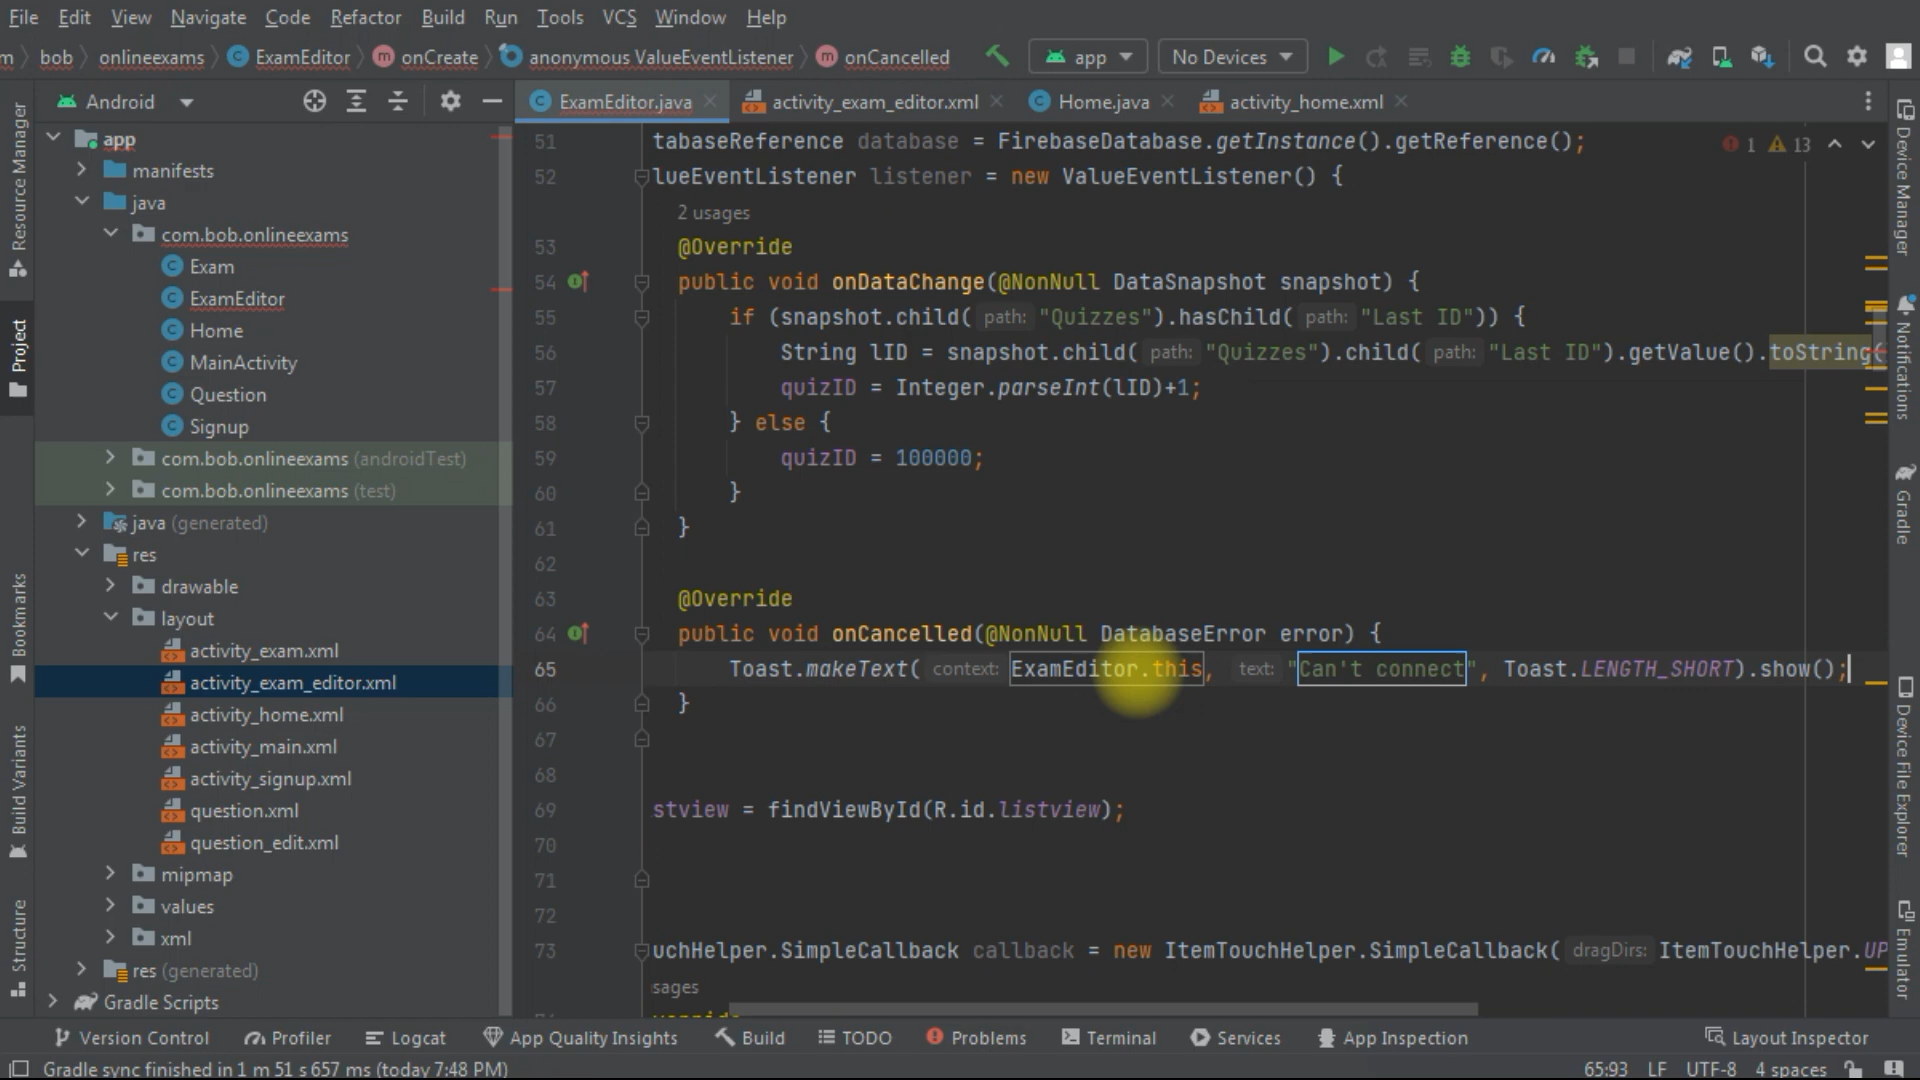 File Edit View Navigate Code Refactor Build Run Tools VCS Window Help
m bob onlineexams ExamEditor onCreate anonymous ValueEventListener onCancelled app No Devices
Android
ExamEditor.java activity_exam_editor.xml Home.java activity_home.xml
app
manifests
java
com.bob.onlineexams
Exam
ExamEditor
Home
MainActivity
Question
Signup
com.bob.onlineexams (androidTest)
com.bob.onlineexams (test)
java (generated)
res
drawable
layout
activity_exam.xml
activity_exam_editor.xml
activity_home.xml
activity_main.xml
activity_signup.xml
question.xml
question_edit.xml
mipmap
values
xml
res (generated)
Gradle Scripts
Resource Manager
Project
Bookmarks
Build Variants
Structure
1 13
51 tabaseReference database = FirebaseDatabase.getInstance().getReference();
52 lueEventListener listener = new ValueEventListener() {
2 usages
53 @Override
54 public void onDataChange(@NonNull DataSnapshot snapshot) {
55 if (snapshot.child( path: "Quizzes").hasChild( path: "Last ID")) {
56 String lID = snapshot.child( path: "Quizzes").child( path: "Last ID").getValue().toString(
57 quizID = Integer.parseInt(lID)+1;
58 } else {
59 quizID = 100000;
60 }
61 }
62
63 @Override
64 public void onCancelled(@NonNull DatabaseError error) {
65 Toast.makeText( context: ExamEditor.this, text: "Can't connect", Toast.LENGTH_SHORT).show();
66 }
67
68
69 stview = findViewById(R.id.listview);
70
71
72
73 uchHelper.SimpleCallback callback = new ItemTouchHelper.SimpleCallback( dragDirs: ItemTouchHelper.UP
sages
Device Manager
Notifications
Gradle
Device File Explorer
Emulator
Version Control Profiler Logcat App Quality Insights Build TODO Problems Terminal Services App Inspection Layout Inspector
Gradle sync finished in 1 m 51 s 657 ms (today 7:48 PM) 65:93 LF UTF-8 4 spaces